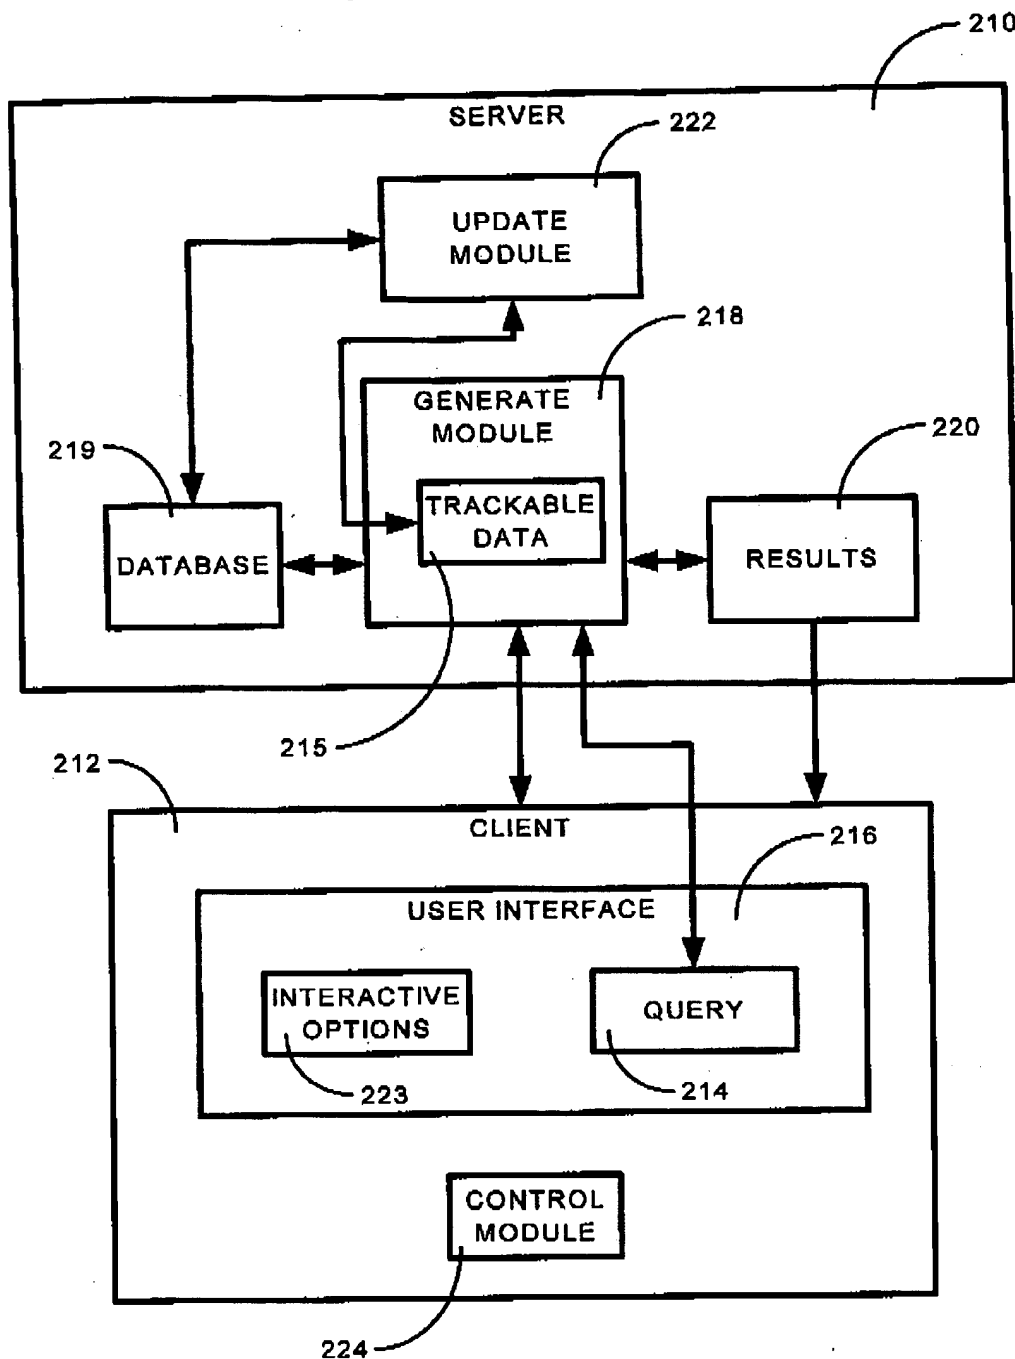 210
SERVER
222
UPDATE
MODULE
218
GENERATE
MODULE
220
219
TRACKABLE
DATA
DATABASE
RESULTS
215
212
CLIENT
216
USER INTERFACE
INTERACTIVE
OPTIONS
QUERY
223
214
CONTROL
MODULE
224